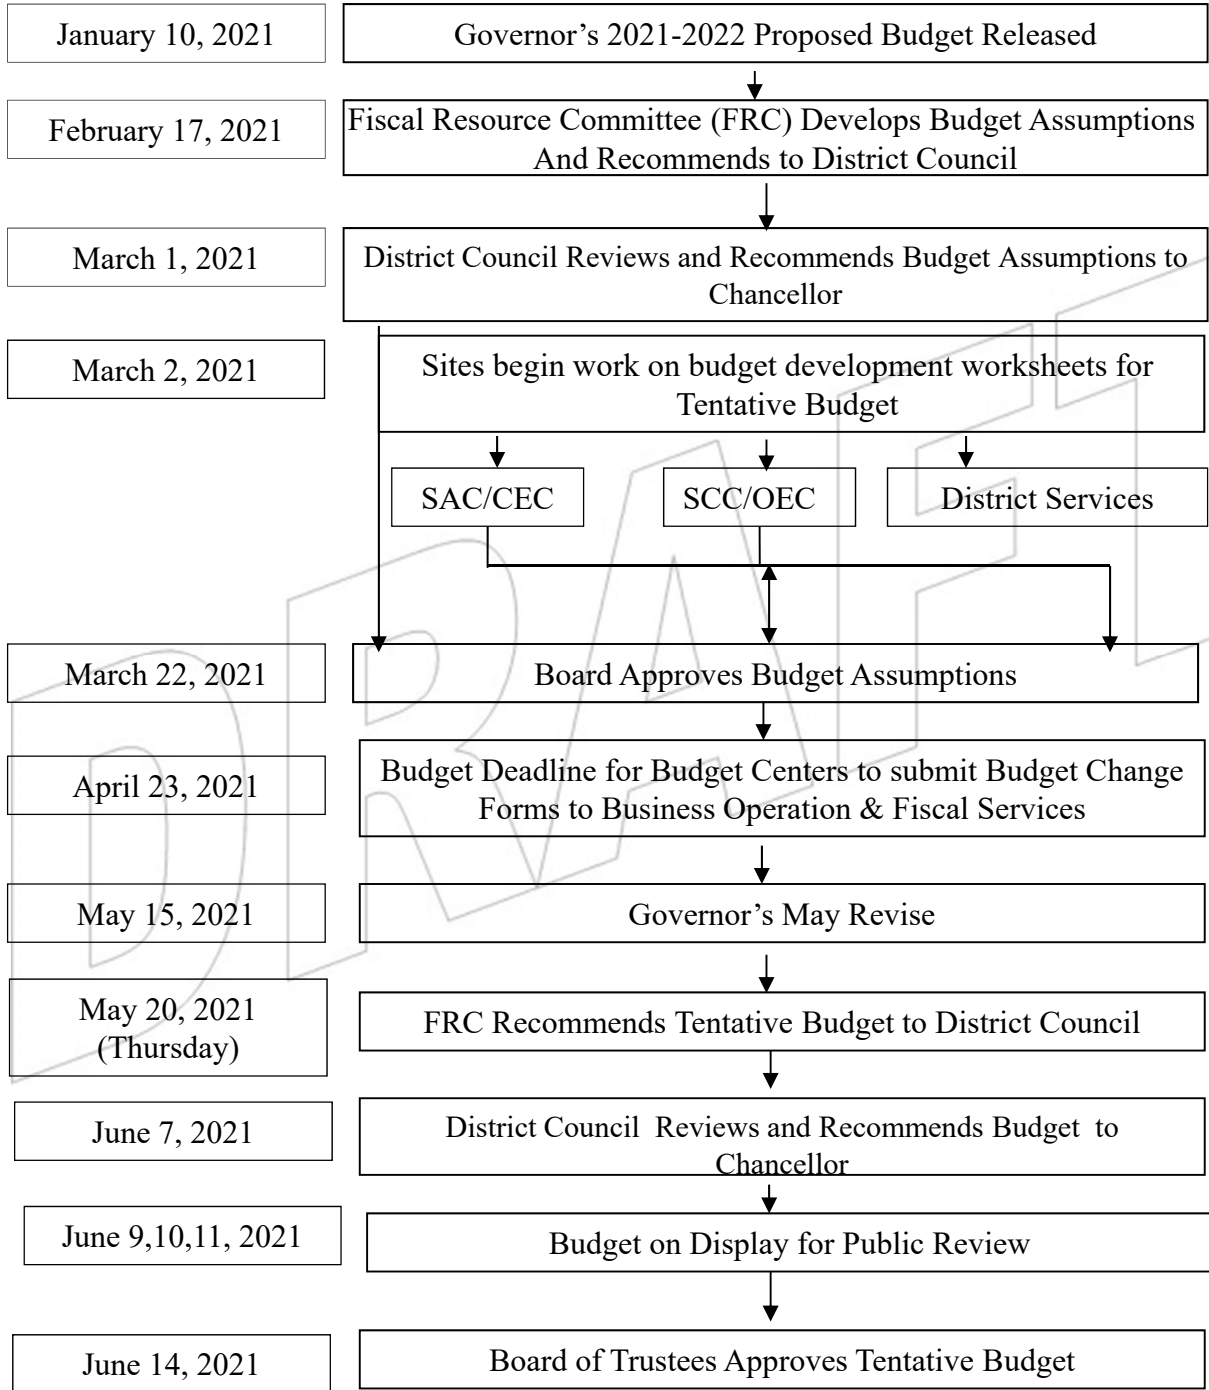 January 10, 2021
Governor’s 2021-2022 Proposed Budget Released
February 17, 2021
Fiscal Resource Committee (FRC) Develops Budget Assumptions
And Recommends to District Council
March 1, 2021
District Council Reviews and Recommends Budget Assumptions to
Chancellor
March 2, 2021
Sites begin work on budget development worksheets for
Tentative Budget
SAC/CEC
SCC/OEC
District Services
March 22, 2021
Board Approves Budget Assumptions
April 23, 2021
Budget Deadline for Budget Centers to submit Budget Change
Forms to Business Operation & Fiscal Services
May 15, 2021
Governor’s May Revise
May 20, 2021
(Thursday)
FRC Recommends Tentative Budget to District Council
June 7, 2021
District Council Reviews and Recommends Budget to
Chancellor
June 9,10,11, 2021
Budget on Display for Public Review
June 14, 2021
Board of Trustees Approves Tentative Budget
DRAFT